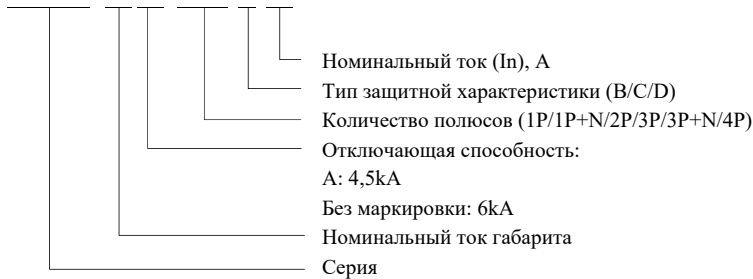 Номинальный ток (In), А
Тип защитной характеристики (B/C/D)
Количество полюсов (1P/1P+N/2P/3P/3P+N/4P)
Отключающая способность:
А: 4,5kA
Без маркировки: 6kA
Номинальный ток габарита
Серия